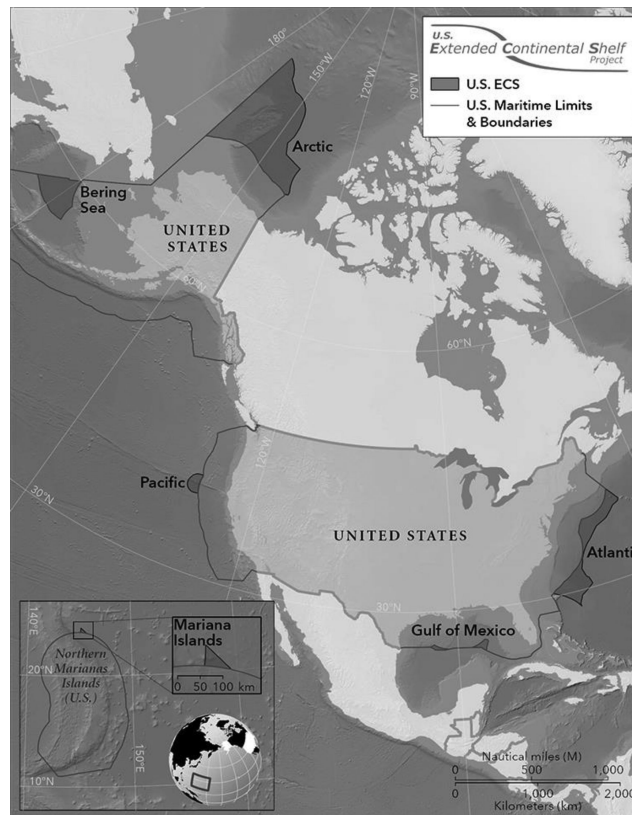 U.S.
Extended Continental Shelf
Project
U.S. ECS
U.S. Maritime Limits
& Boundaries
180°
150°W
120°W
90°W
Arctic
Bering
Sea
UNITED
STATES
60°N
60°N
120°W
Pacific
30°N
UNITED STATES
Atlanti
30°N
Gulf of Mexico
140°E
Mariana
Islands
0 50 100 km
Northern
Marianas
Islands
(U.S.)
20°N
150°E
10°N
Nautical miles (M)
0 500 1,000
0 1,000 2,000
Kilometers (km)